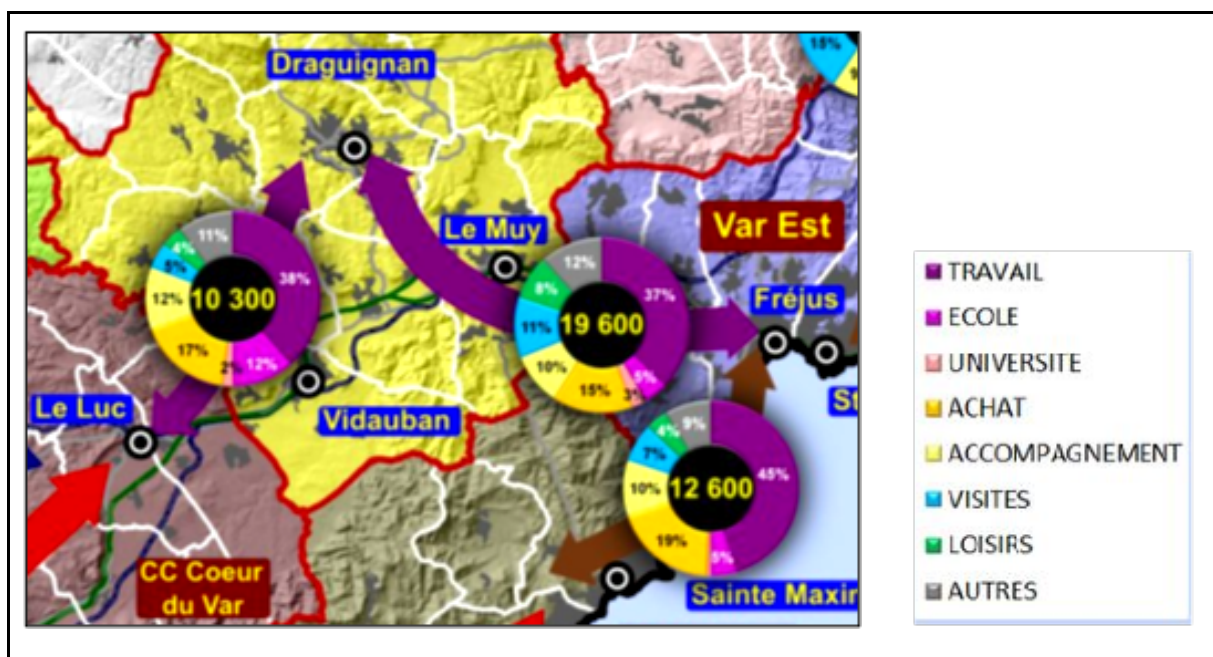 15%
Draguignan
Var Est
Le Muy
Fréjus
11%
4%
5%
12%
17%
2%
12%
38%
10 300
12%
8%
11%
10%
15%
3%
5%
37%
19 600
Le Luc
Vidauban
9%
4%
7%
10%
19%
5%
45%
12 600
CC Coeur
du Var
Sainte Maxim
St
TRAVAIL
ECOLE
UNIVERSITE
ACHAT
ACCOMPAGNEMENT
VISITES
LOISIRS
AUTRES